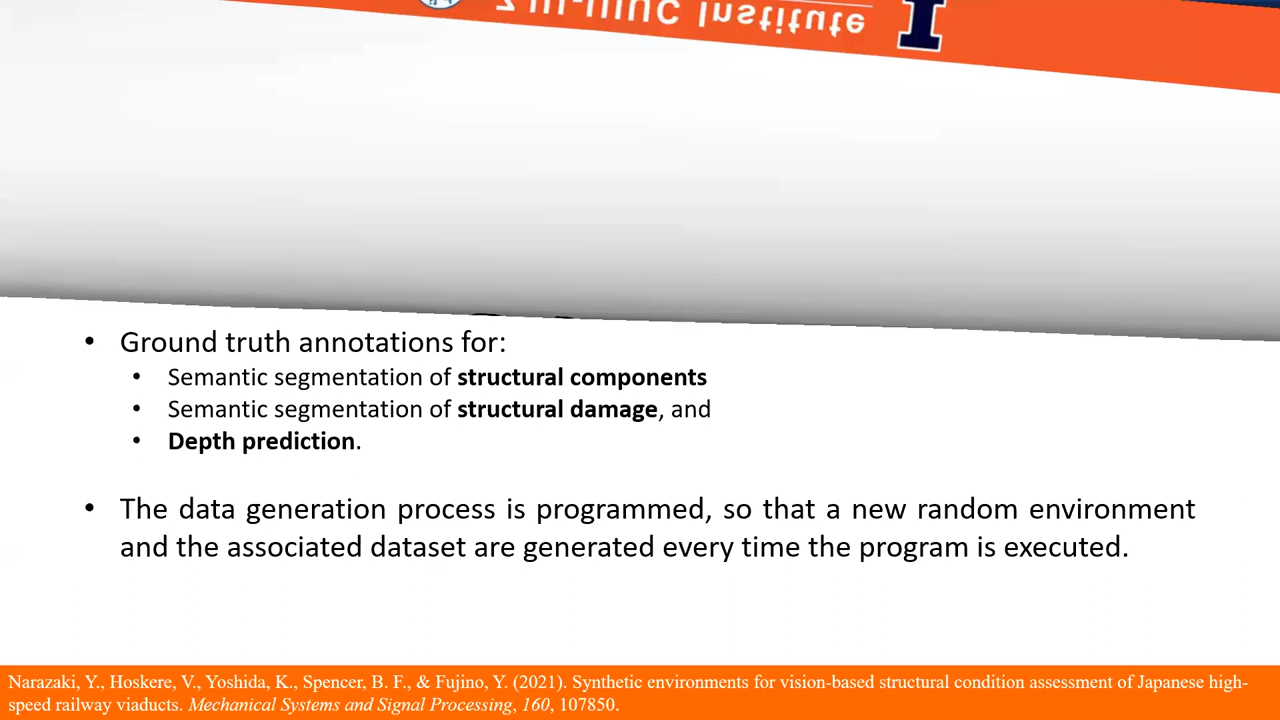 Institute
• Ground truth annotations for:
• Semantic segmentation of structural components
• Semantic segmentation of structural damage, and
• Depth prediction.
• The data generation process is programmed, so that a new random environment
and the associated dataset are generated every time the program is executed.
Narazaki, Y., Hoskere, V., Yoshida, K., Spencer, B. F., & Fujino, Y. (2021). Synthetic environments for vision-based structural condition assessment of Japanese high-
speed railway viaducts. Mechanical Systems and Signal Processing, 160, 107850.